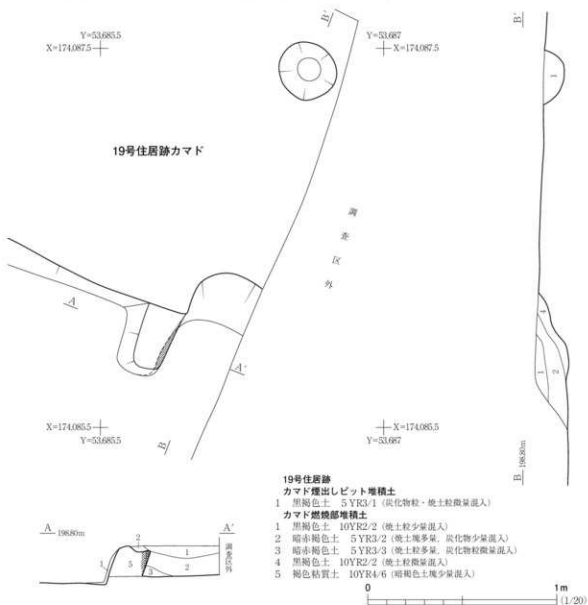 Y=53,685.5
X=174,087.5
B'
Y=53,687
X=174,087.5
B'
1
19号住居跡カマド
調査区外
A
A'
4
1
2
X=174,085.5
Y=53,685.5
X=174,085.5
Y=53,687
B
B 198.80m
19号住居跡
カマド煙出しピット堆積土
1 黒褐色土 5YR3/1 (炭化物粒・焼土粒微量混入)
カマド燃焼部堆積土
1 黒褐色土 10YR2/2 (焼土粒少量混入)
2 暗赤褐色土 5YR3/2 (焼土塊多量、炭化物少量混入)
3 暗赤褐色土 5YR3/3 (焼土粒多量、炭化物粒微量混入)
4 黒褐色土 10YR2/2 (焼土粒微量混入)
5 褐色粘質土 10YR4/6 (暗褐色土塊少量混入)
A 198.80m
A'
2
1
5
1
2
5
調査区外
0 1m
(1/20)